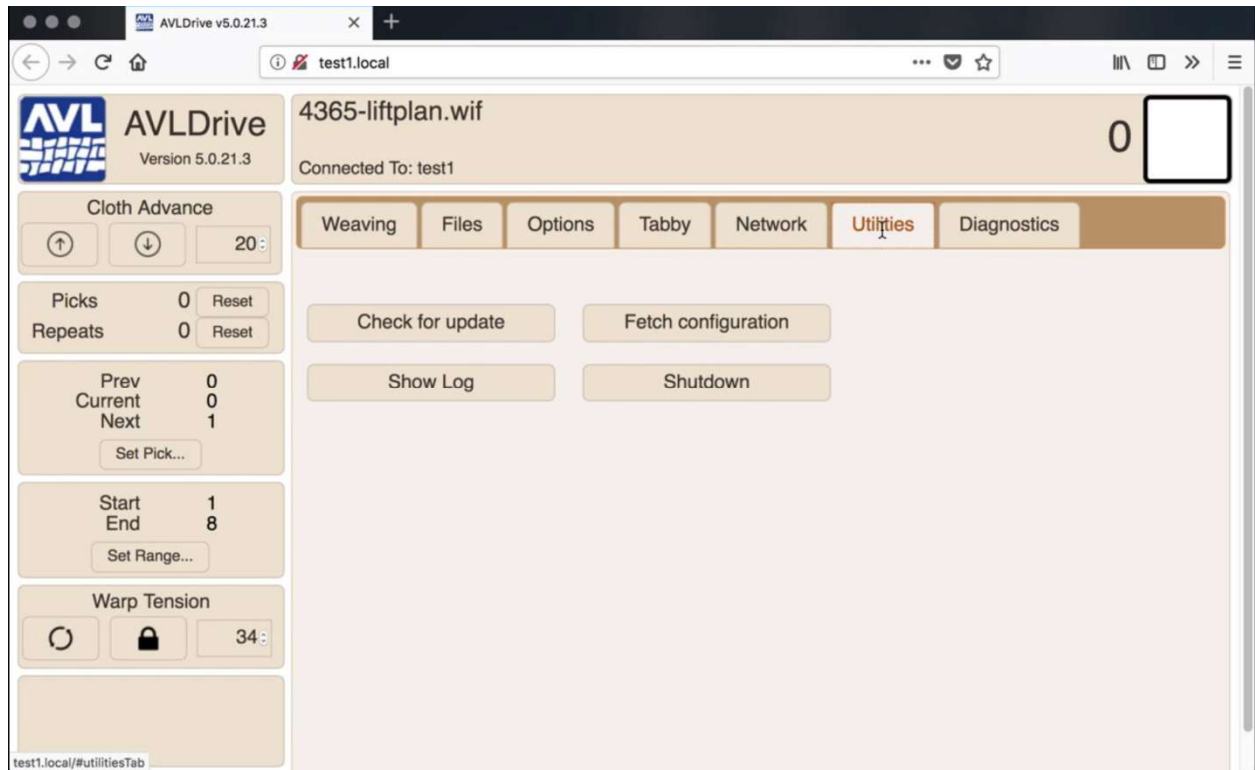 AVLDrive v5.0.21.3
test1.local
AVL
AVLDrive
Version 5.0.21.3
4365-liftplan.wif
Connected To: test1
0
Cloth Advance
20
Weaving Files Options Tabby Network Utilities Diagnostics
Picks 0 Reset
Repeats 0 Reset
Check for update Fetch configuration
Show Log Shutdown
Prev 0
Current 0
Next 1
Set Pick...
Start 1
End 8
Set Range...
Warp Tension
34
test1.local/#utilitiesTab